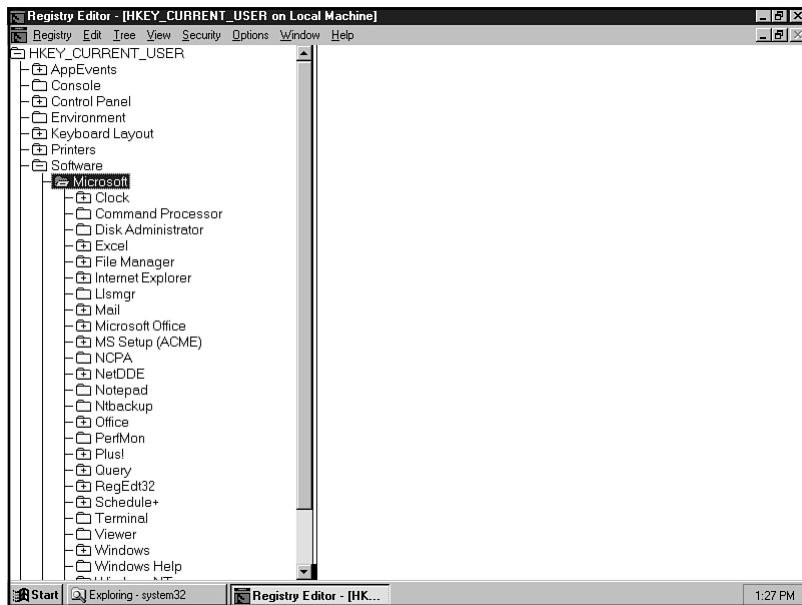 Registry Editor - [HKEY_CURRENT_USER on Local Machine]
Registry Edit Tree View Security Options Window Help
HKEY_CURRENT_USER
AppEvents
Console
Control Panel
Environment
Keyboard Layout
Printers
Software
Microsoft
Clock
Command Processor
Disk Administrator
Excel
File Manager
Internet Explorer
Llsmgr
Mail
Microsoft Office
MS Setup (ACME)
NCPA
NetDDE
Notepad
Ntbackup
Office
PerfMon
Plus!
Query
RegEdt32
Schedule+
Terminal
Viewer
Windows
Windows Help
Windows NT
Start Exploring - system32 Registry Editor - [HK... 1:27 PM